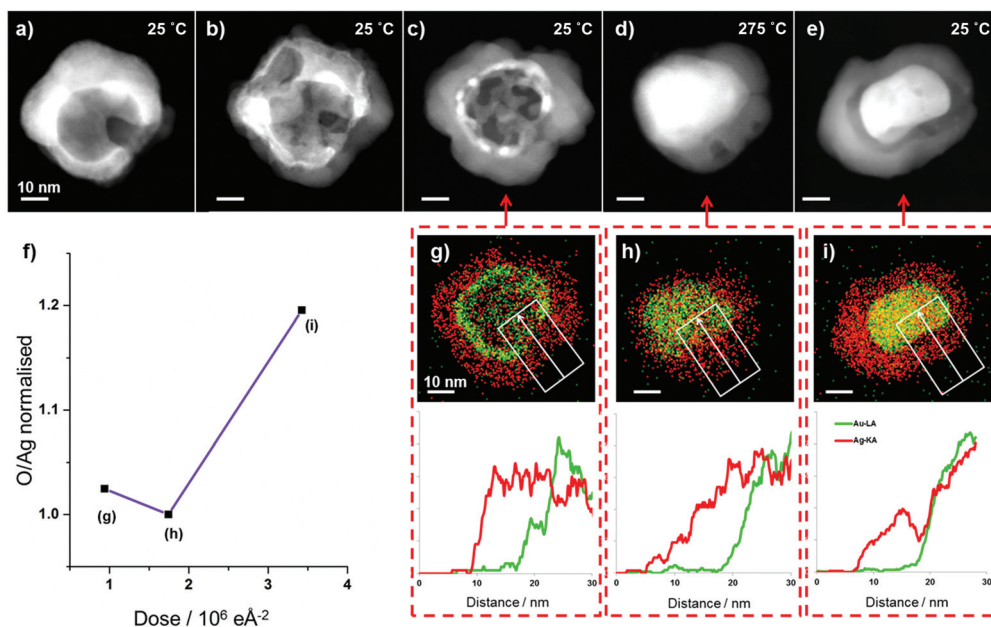 a) 25 °C
b) 25 °C
c) 25 °C
d) 275 °C
e) 25 °C
10 nm
f)
O/Ag normalised
1.2
1.1
1.0
(g)
(h)
(i)
1 2 3 4
Dose / 10⁶ eÅ⁻²
g)
10 nm
h)
i)
Au-LA
Ag-KA
0 10 20 30
Distance / nm
0 10 20 30
Distance / nm
0 10 20 30
Distance / nm